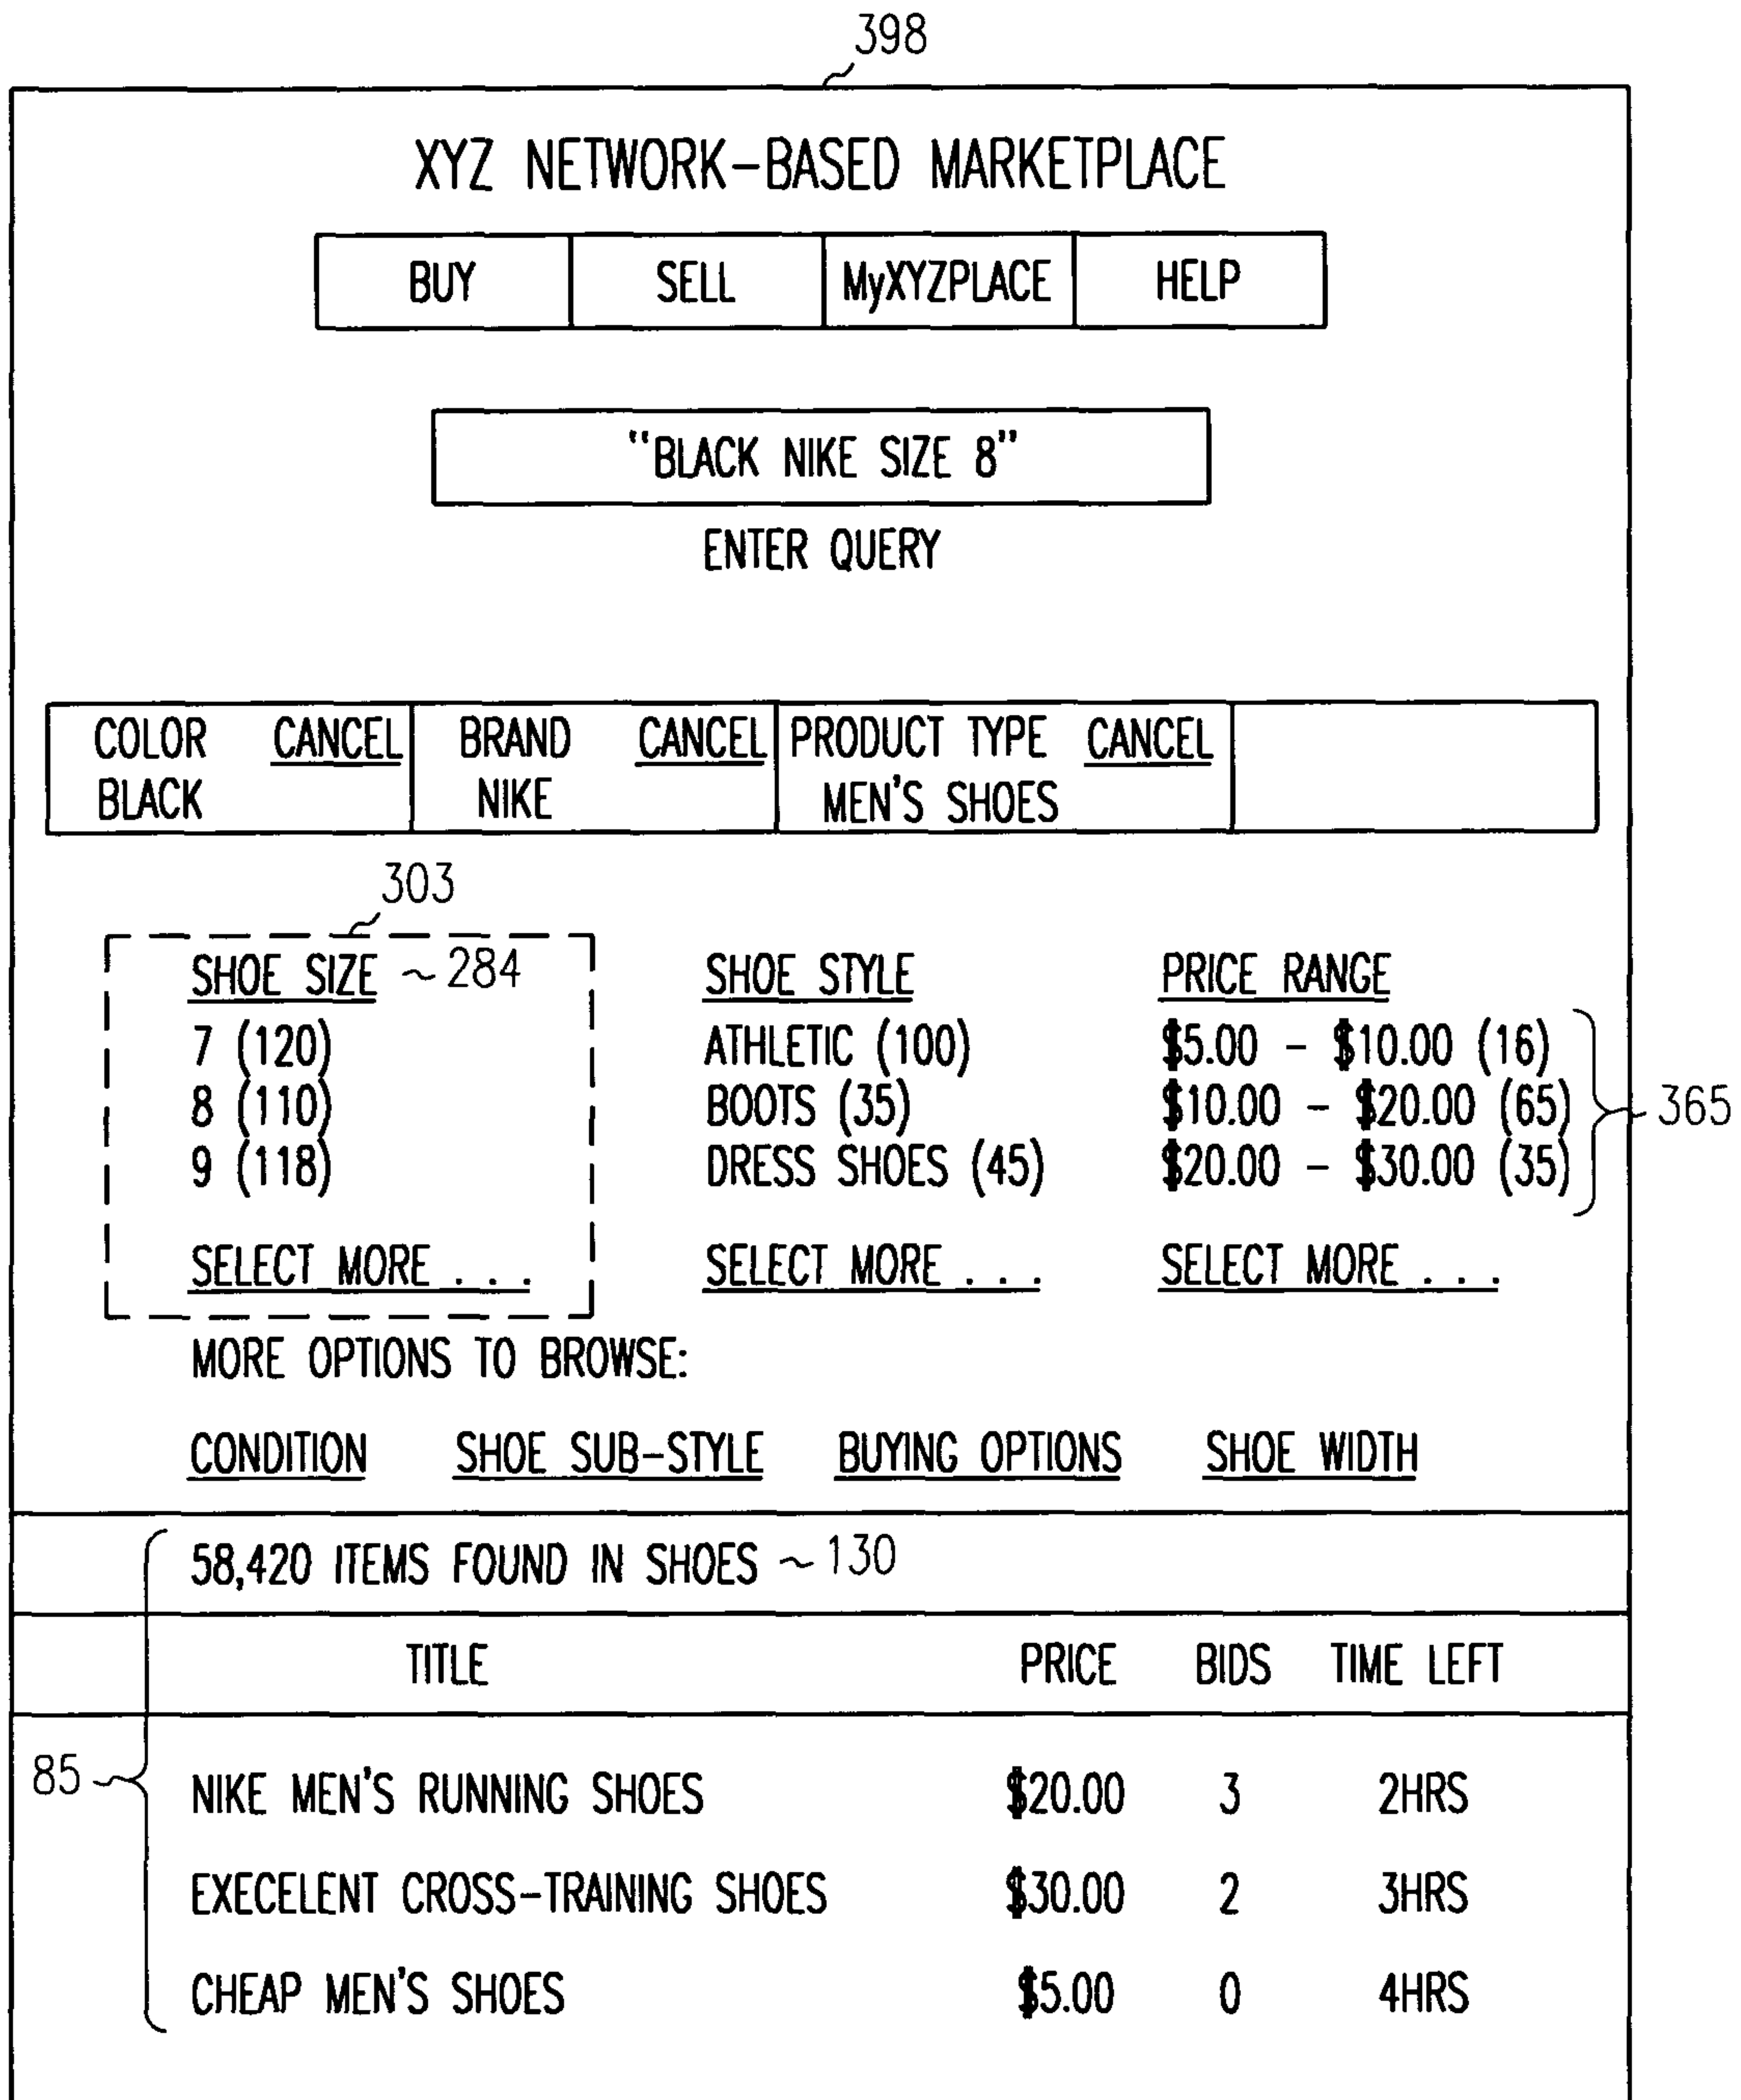 398
XYZ NETWORK-BASED MARKETPLACE
BUY SELL MyXYZPLACE HELP
"BLACK NIKE SIZE 8"
ENTER QUERY
COLOR CANCEL BRAND CANCEL PRODUCT TYPE CANCEL
BLACK NIKE MEN'S SHOES
303
SHOE SIZE ~ 284 SHOE STYLE PRICE RANGE
7 (120) ATHLETIC (100) $5.00 - $10.00 (16)
8 (110) BOOTS (35) $10.00 - $20.00 (65) 365
9 (118) DRESS SHOES (45) $20.00 - $30.00 (35)
SELECT MORE . . . SELECT MORE . . . SELECT MORE . . .
MORE OPTIONS TO BROWSE:
CONDITION SHOE SUB-STYLE BUYING OPTIONS SHOE WIDTH
58,420 ITEMS FOUND IN SHOES ~ 130
TITLE PRICE BIDS TIME LEFT
85
NIKE MEN'S RUNNING SHOES $20.00 3 2HRS
EXECELENT CROSS-TRAINING SHOES $30.00 2 3HRS
CHEAP MEN'S SHOES $5.00 0 4HRS